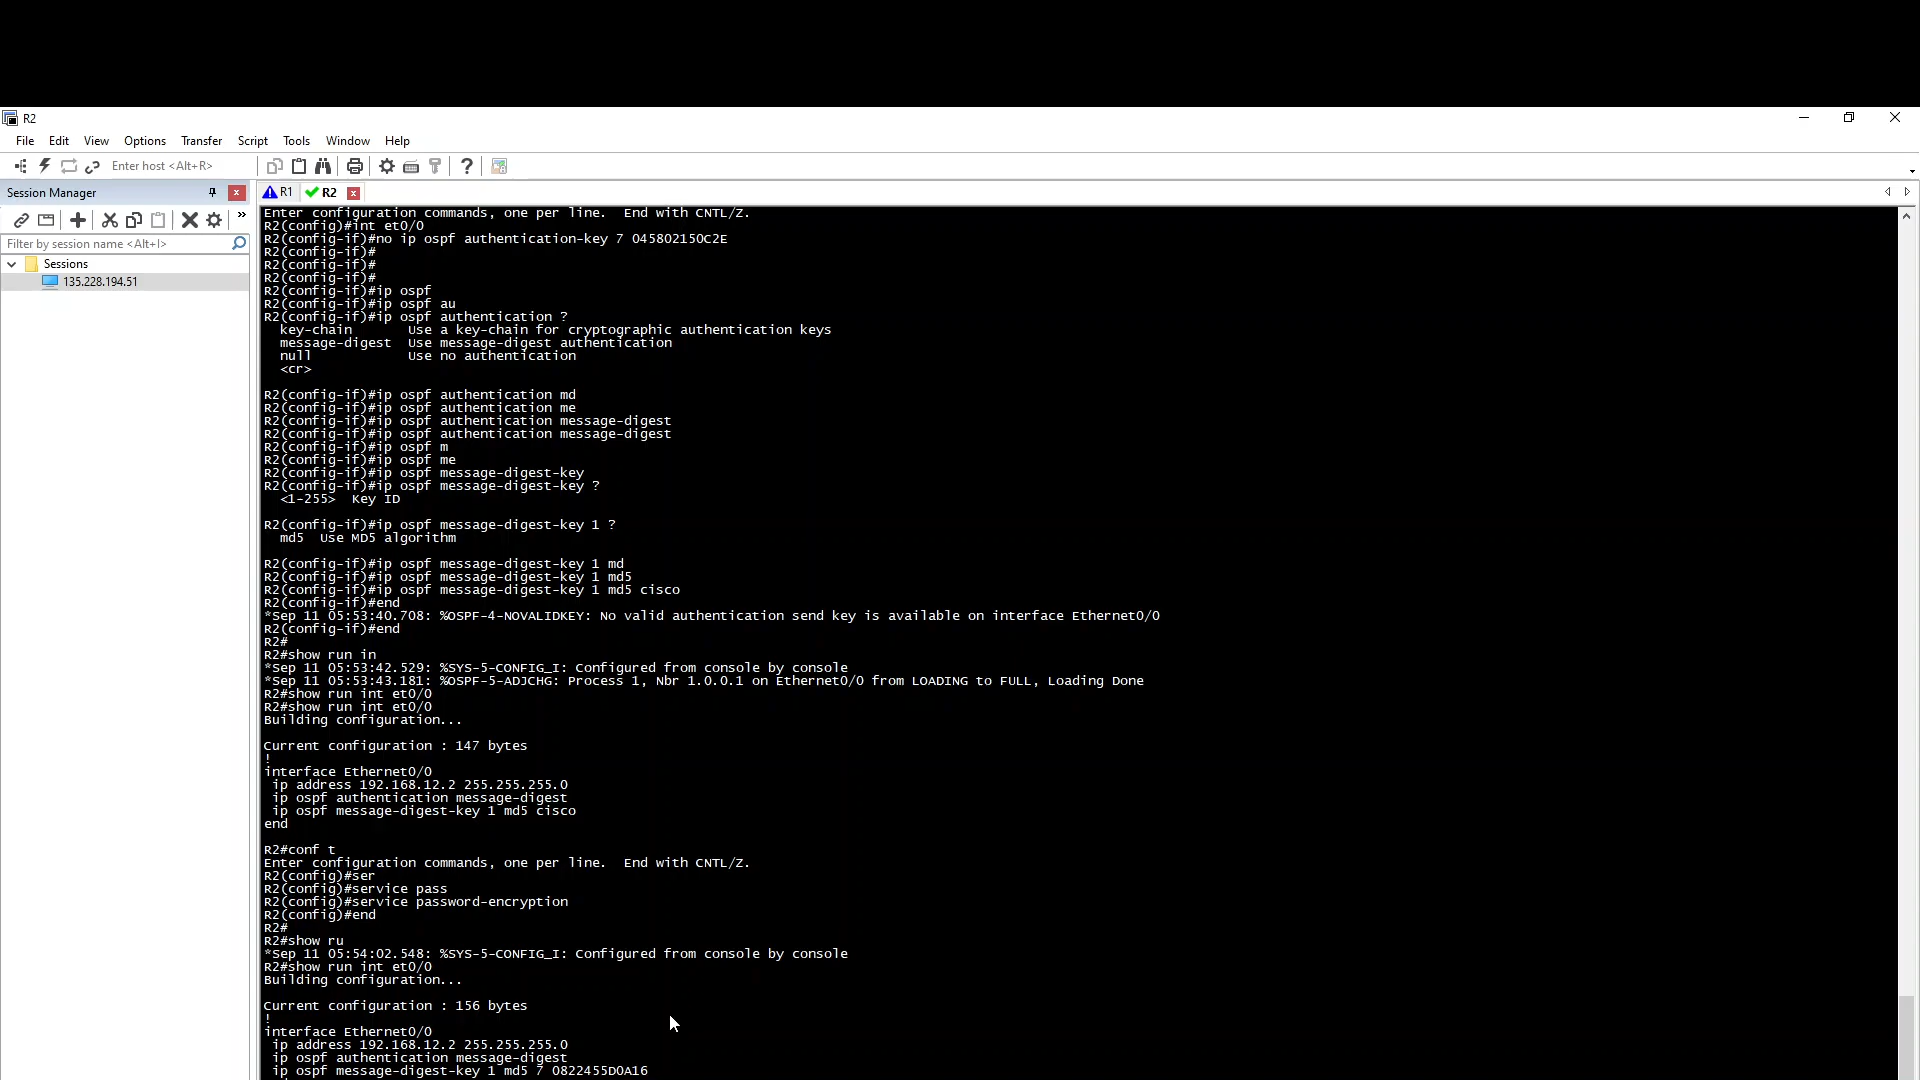 R2
File Edit View Options Transfer Script Tools Window Help
Enter host <Alt+R>
Session Manager
R1 R2
Filter by session name <Alt+I>
Sessions
135.228.194.51
Enter configuration commands, one per line.  End with CNTL/Z.
R2(config)#int et0/0
R2(config-if)#no ip ospf authentication-key 7 045802150C2E
R2(config-if)#
R2(config-if)#
R2(config-if)#
R2(config-if)#ip ospf
R2(config-if)#ip ospf au
R2(config-if)#ip ospf authentication ?
key-chain       Use a key-chain for cryptographic authentication keys
message-digest  Use message-digest authentication
null            Use no authentication
<cr>
R2(config-if)#ip ospf authentication md
R2(config-if)#ip ospf authentication me
R2(config-if)#ip ospf authentication message-digest
R2(config-if)#ip ospf authentication message-digest
R2(config-if)#ip ospf m
R2(config-if)#ip ospf me
R2(config-if)#ip ospf message-digest-key
R2(config-if)#ip ospf message-digest-key ?
<1-255>  Key ID
R2(config-if)#ip ospf message-digest-key 1 ?
md5  Use MD5 algorithm
R2(config-if)#ip ospf message-digest-key 1 md
R2(config-if)#ip ospf message-digest-key 1 md5
R2(config-if)#ip ospf message-digest-key 1 md5 cisco
R2(config-if)#end
*Sep 11 05:53:40.708: %OSPF-4-NOVALIDKEY: No valid authentication send key is available on interface Ethernet0/0
R2(config-if)#end
R2#
R2#show run in
*Sep 11 05:53:42.529: %SYS-5-CONFIG_I: Configured from console by console
*Sep 11 05:53:43.181: %OSPF-5-ADJCHG: Process 1, Nbr 1.0.0.1 on Ethernet0/0 from LOADING to FULL, Loading Done
R2#show run int et0/0
R2#show run int et0/0
Building configuration...
Current configuration : 147 bytes
!
interface Ethernet0/0
ip address 192.168.12.2 255.255.255.0
ip ospf authentication message-digest
ip ospf message-digest-key 1 md5 cisco
end
R2#conf t
Enter configuration commands, one per line.  End with CNTL/Z.
R2(config)#ser
R2(config)#service pass
R2(config)#service password-encryption
R2(config)#end
R2#
R2#show ru
*Sep 11 05:54:02.548: %SYS-5-CONFIG_I: Configured from console by console
R2#show run int et0/0
Building configuration...
Current configuration : 156 bytes
!
interface Ethernet0/0
ip address 192.168.12.2 255.255.255.0
ip ospf authentication message-digest
ip ospf message-digest-key 1 md5 7 0822455D0A16